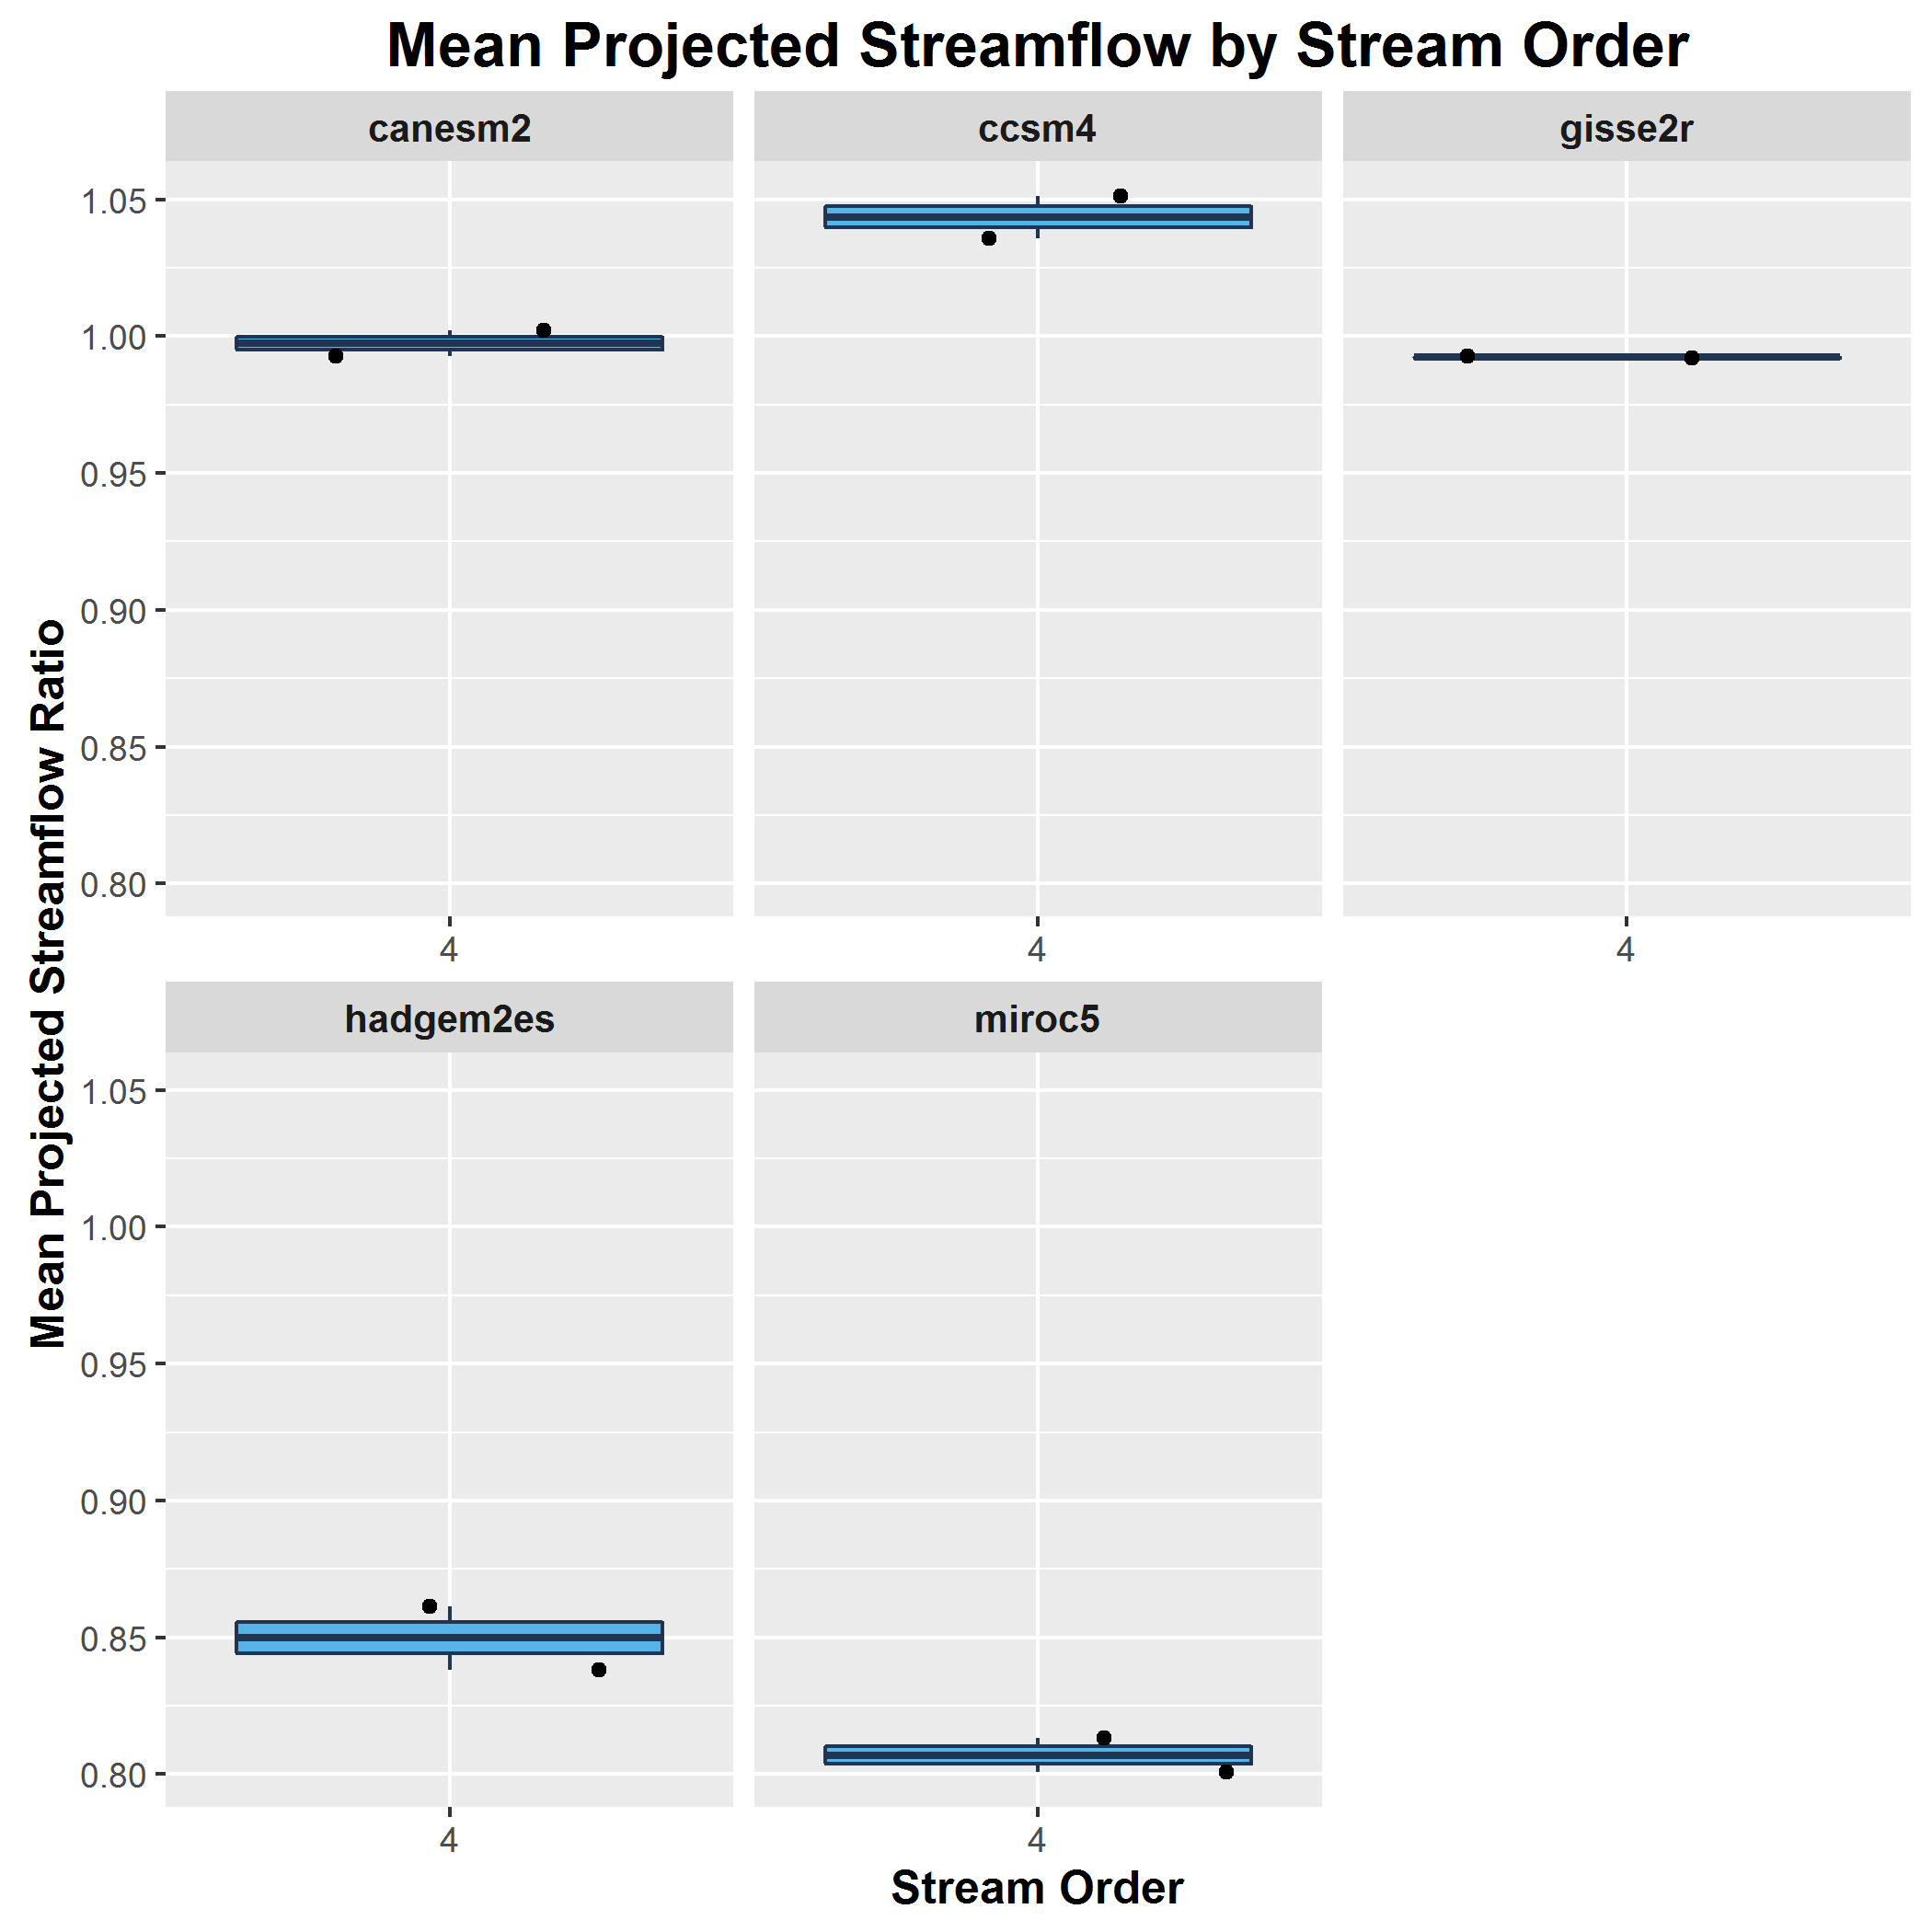 Mean Projected Streamflow by Stream Order
canesm2
ccsm4
gisse2r
1.05
1.00
0.95
0.90
0.85
0.80
4
4
4
Mean Projected Streamflow Ratio
hadgem2es
miroc5
1.05
1.00
0.95
0.90
0.85
0.80
4
4
Stream Order